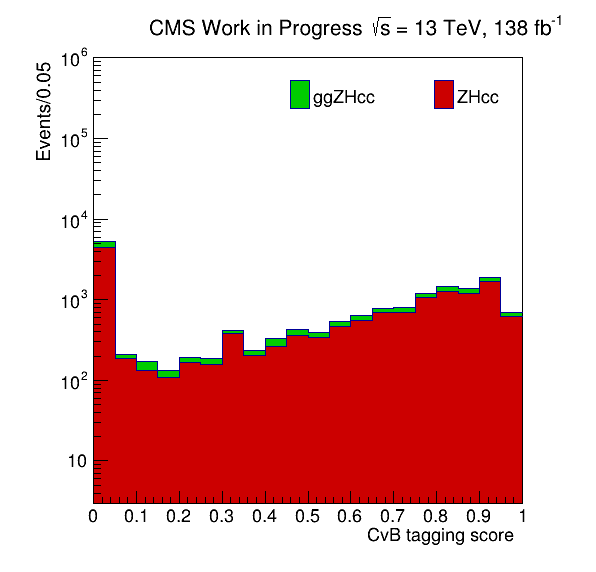 CMS Work in Progress √s = 13 TeV, 138 fb⁻¹
Events/0.05
10⁶
10⁵
10⁴
10³
10²
10
ggZHcc ZHcc
0 0.1 0.2 0.3 0.4 0.5 0.6 0.7 0.8 0.9 1
CvB tagging score